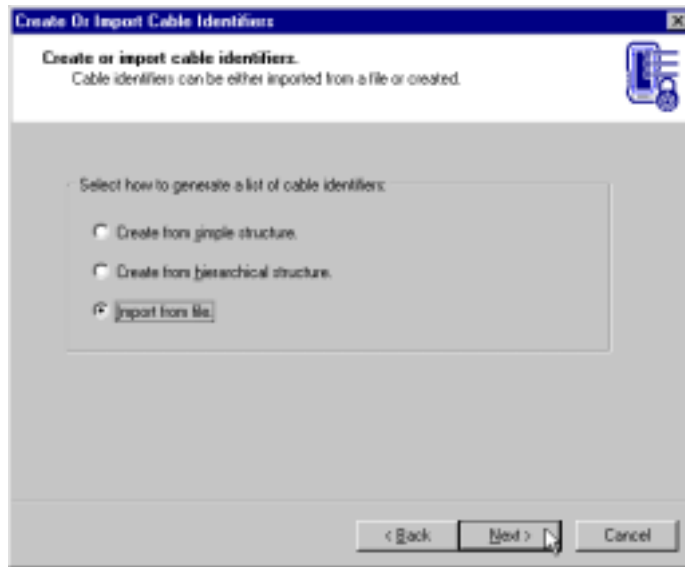 Create Or Import Cable Identifiers
Create or import cable identifiers.
Cable identifiers can be either imported from a file or created.
Select how to generate a list of cable identifiers:
Create from simple structure.
Create from hierarchical structure.
Import from file.
< Back Next > Cancel